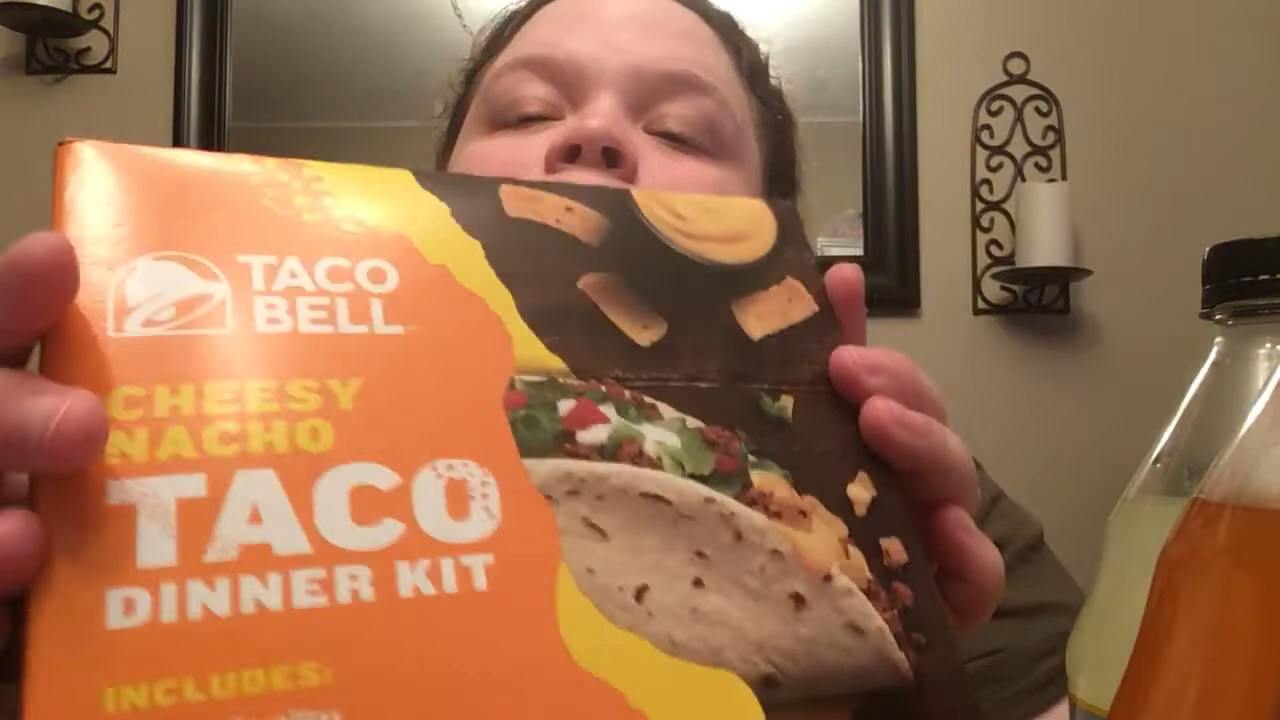 TACO
BELL
CHEESY
NACHO
TACO
DINNER KIT
INCLUDES: